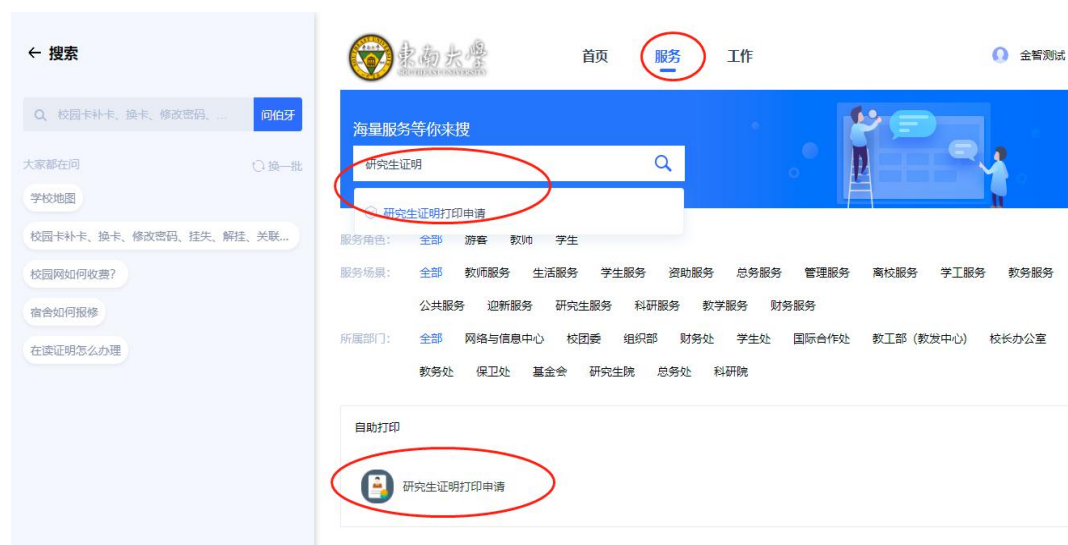 ← 搜索
校园卡补卡、换卡、修改密码、...
问伯牙
大家都在问
换一批
学校地图
校园卡补卡、换卡、修改密码、挂失、解挂、关联...
校园网如何收费?
宿舍如何报修
在读证明怎么办理
東南大學
SOUTHEAST UNIVERSITY
首页 服务 工作
金智测试
海量服务等你来搜
研究生证明
研究生证明打印申请
服务角色: 全部 游客 教师 学生
服务场景: 全部 教师服务 生活服务 学生服务 资助服务 总务服务 管理服务 离校服务 学工服务 教务服务
公共服务 迎新服务 研究生服务 科研服务 教学服务 财务服务
所属部门: 全部 网络与信息中心 校团委 组织部 财务处 学生处 国际合作处 教工部（教发中心） 校长办公室
教务处 保卫处 基金会 研究生院 总务处 科研院
自助打印
研究生证明打印申请